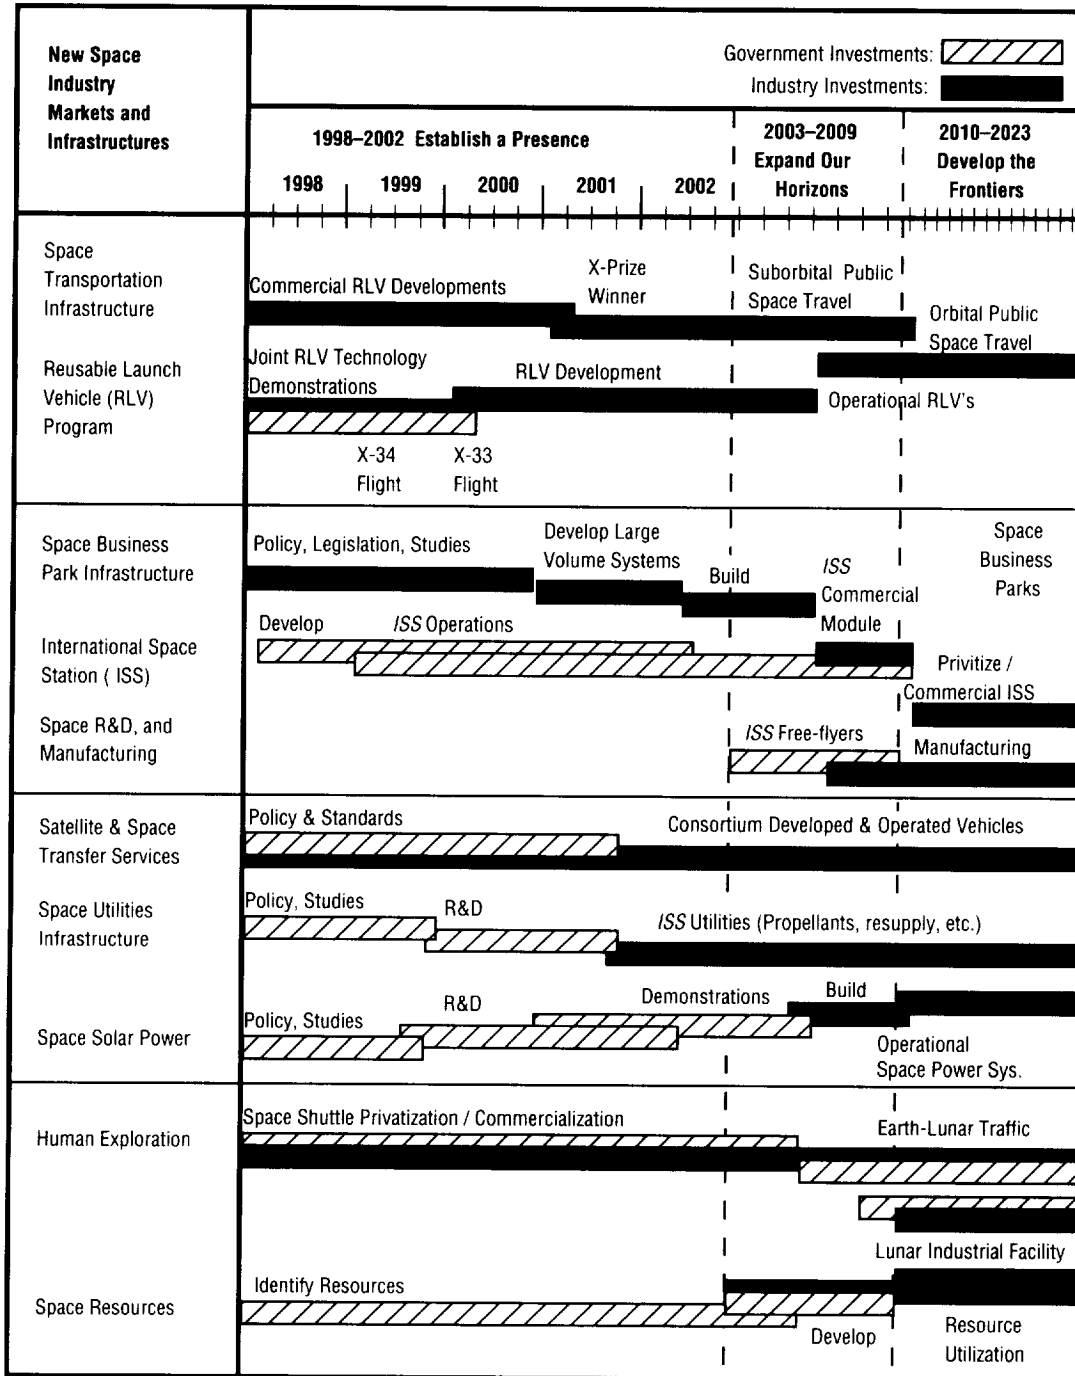 New Space
Industry
Markets and
Infrastructures
Government Investments:
Industry Investments:
1998–2002 Establish a Presence
2003–2009
Expand Our
Horizons
2010–2023
Develop the
Frontiers
1998 1999 2000 2001 2002
Space
Transportation
Infrastructure
Commercial RLV Developments
X-Prize
Winner
Suborbital Public
Space Travel
Orbital Public
Space Travel
Reusable Launch
Vehicle (RLV)
Program
Joint RLV Technology
Demonstrations
RLV Development
Operational RLV's
X-34
Flight
X-33
Flight
Space Business
Park Infrastructure
Policy, Legislation, Studies
Develop Large
Volume Systems
Build
ISS
Commercial
Module
Space
Business
Parks
International Space
Station ( ISS)
Develop
ISS Operations
Privitize /
Commercial ISS
Space R&D, and
Manufacturing
ISS Free-flyers
Manufacturing
Satellite & Space
Transfer Services
Policy & Standards
Consortium Developed & Operated Vehicles
Space Utilities
Infrastructure
Policy, Studies
R&D
ISS Utilities (Propellants, resupply, etc.)
Space Solar Power
Policy, Studies
R&D
Demonstrations
Build
Operational
Space Power Sys.
Human Exploration
Space Shuttle Privatization / Commercialization
Earth-Lunar Traffic
Lunar Industrial Facility
Space Resources
Identify Resources
Develop
Resource
Utilization